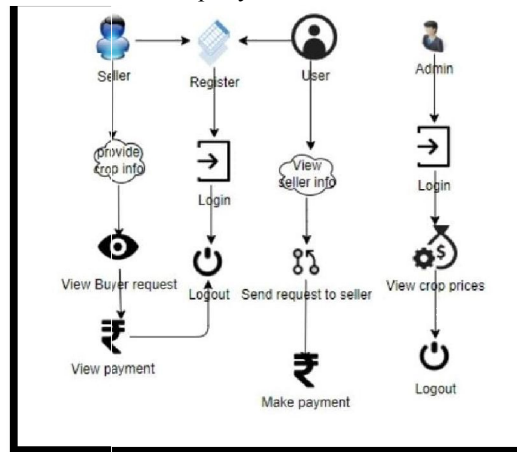 Seller
Register
User
Admin
provide
crop info
Login
View
seller info
Login
View Buyer request
Logout
Send request to seller
View crop prices
View payment
Make payment
Logout